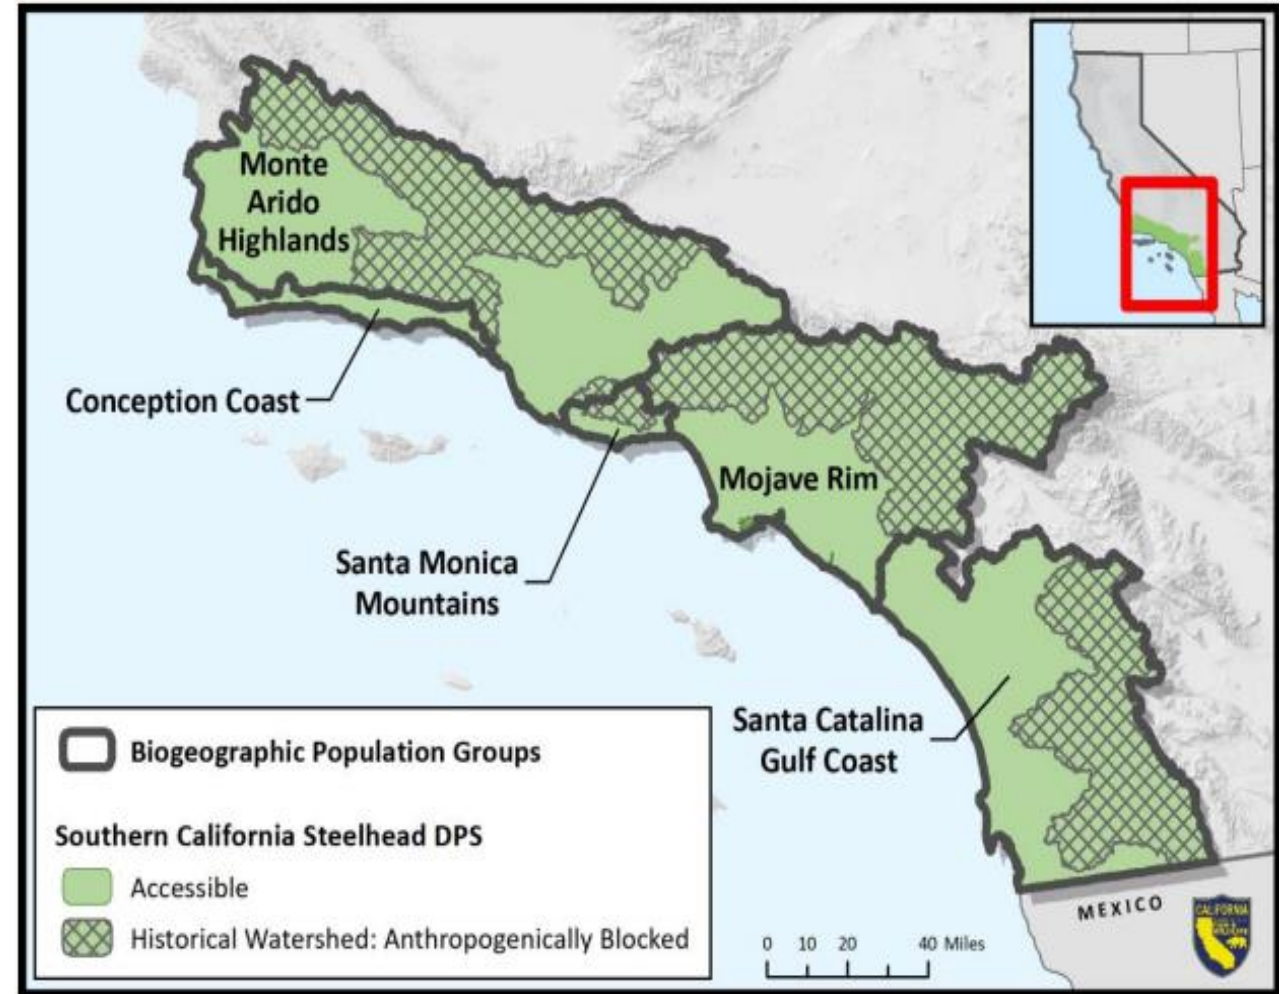 Monte
Arido
Highlands
Conception Coast
Mojave Rim
Santa Monica
Mountains
Santa Catalina
Gulf Coast
Biogeographic Population Groups
Southern California Steelhead DPS
Accessible
Historical Watershed: Anthropogenically Blocked
0 10 20 40 Miles
MEXICO
CALIFORNIA